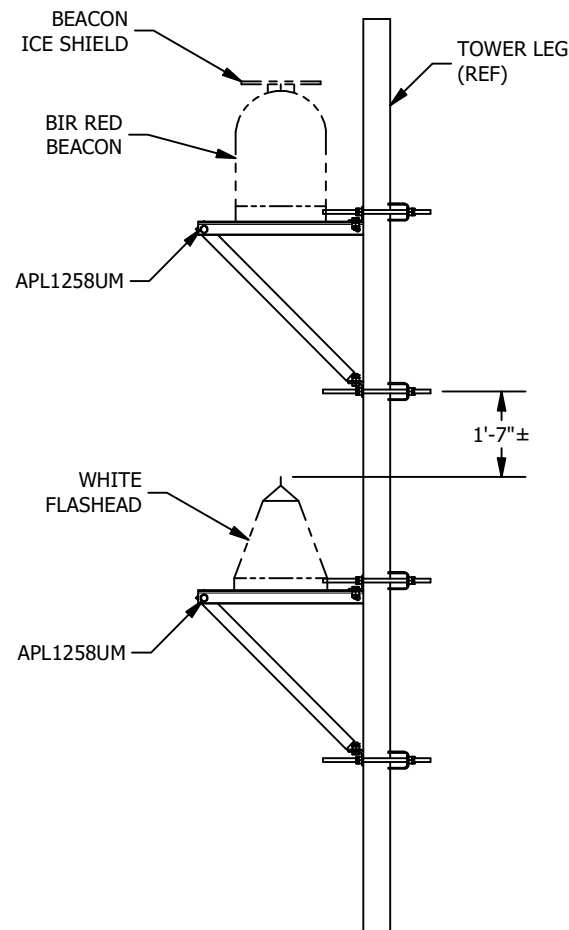 BEACON
ICE SHIELD
TOWER LEG
(REF)
BIR RED
BEACON
APL1258UM
1'-7"±
WHITE
FLASHEAD
APL1258UM